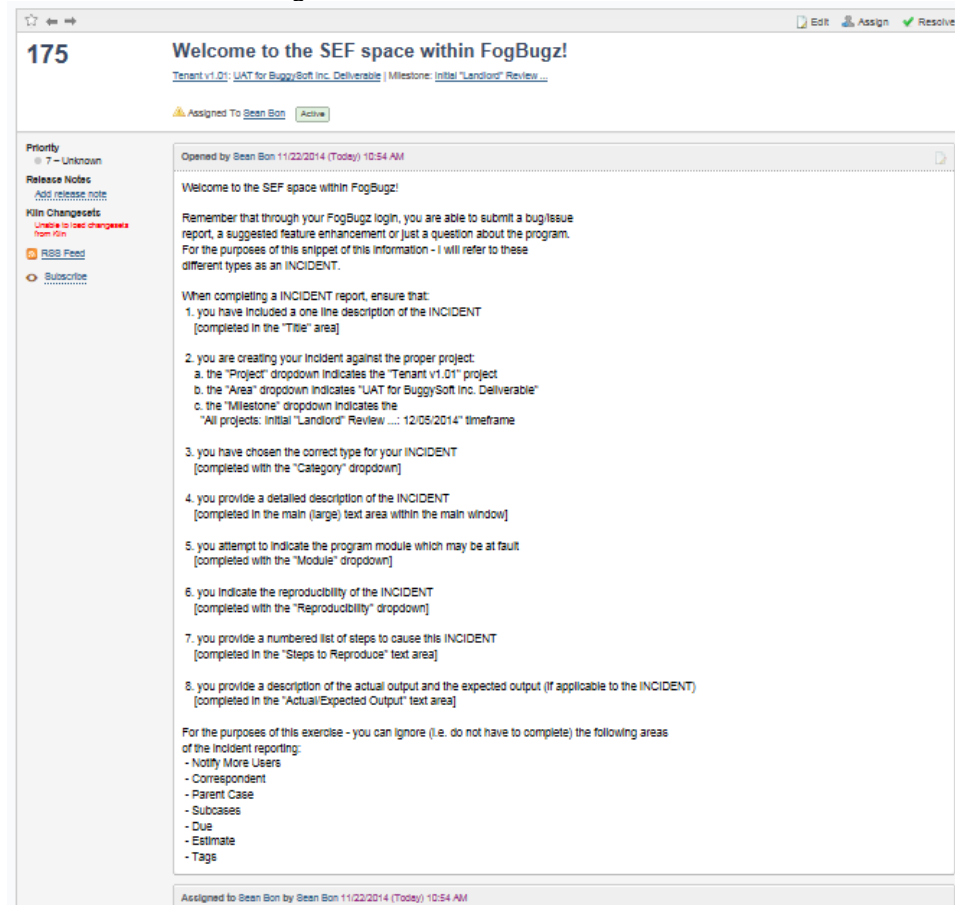 Edit Assign Resolve
175
Welcome to the SEF space within FogBugz!
Tenant v1.01: UAT for BuggySoft Inc. Deliverable | Milestone: Initial "Landlord" Review ...
Assigned To Sean Bon Active
Priority
7 – Unknown
Release Notes
Add release note
Kiln Changesets
Unable to load changesets
from Kiln
RSS Feed
Subscribe
Opened by Sean Bon 11/22/2014 (Today) 10:54 AM
Welcome to the SEF space within FogBugz!
Remember that through your FogBugz login, you are able to submit a bug/issue
report, a suggested feature enhancement or just a question about the program.
For the purposes of this snippet of this information - I will refer to these
different types as an INCIDENT.
When completing a INCIDENT report, ensure that:
1. you have included a one line description of the INCIDENT
[completed in the "Title" area]
2. you are creating your incident against the proper project:
a. the "Project" dropdown indicates the "Tenant v1.01" project
b. the "Area" dropdown indicates "UAT for BuggySoft Inc. Deliverable"
c. the "Milestone" dropdown indicates the
"All projects: Initial "Landlord" Review ...: 12/05/2014" timeframe
3. you have chosen the correct type for your INCIDENT
[completed with the "Category" dropdown]
4. you provide a detailed description of the INCIDENT
[completed in the main (large) text area within the main window]
5. you attempt to indicate the program module which may be at fault
[completed with the "Module" dropdown]
6. you indicate the reproducibility of the INCIDENT
[completed with the "Reproducibility" dropdown]
7. you provide a numbered list of steps to cause this INCIDENT
[completed in the "Steps to Reproduce" text area]
8. you provide a description of the actual output and the expected output (if applicable to the INCIDENT)
[completed in the "Actual/Expected Output" text area]
For the purposes of this exercise - you can ignore (i.e. do not have to complete) the following areas
of the incident reporting:
- Notify More Users
- Correspondent
- Parent Case
- Subcases
- Due
- Estimate
- Tags
Assigned to Sean Bon by Sean Bon 11/22/2014 (Today) 10:54 AM